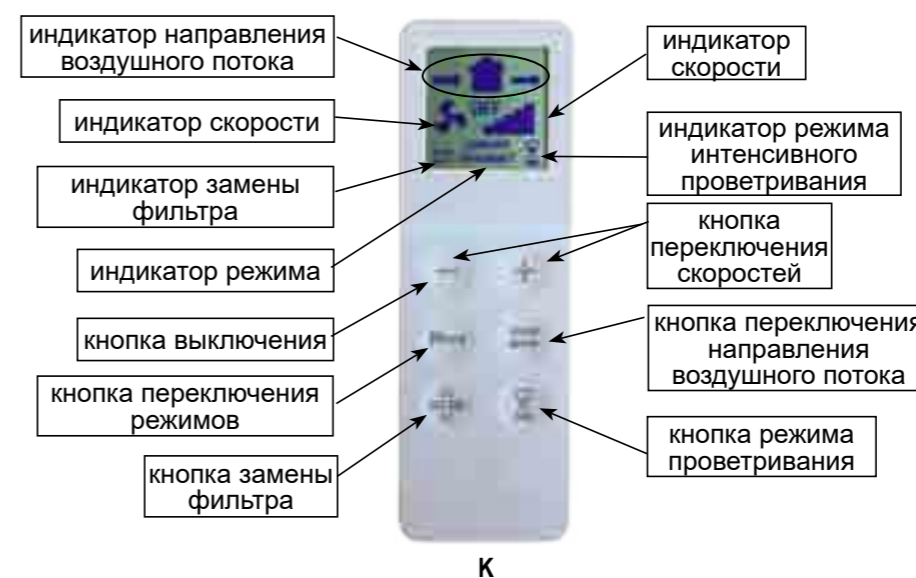 индикатор направления
воздушного потока
индикатор скорости
индикатор замены
фильтра
индикатор режима
кнопка выключения
кнопка переключения
режимов
кнопка замены
фильтра
индикатор
скорости
индикатор режима
интенсивного
проветривания
кнопка
переключения
скоростей
кнопка переключения
направления
воздушного потока
кнопка режима
проветривания
К